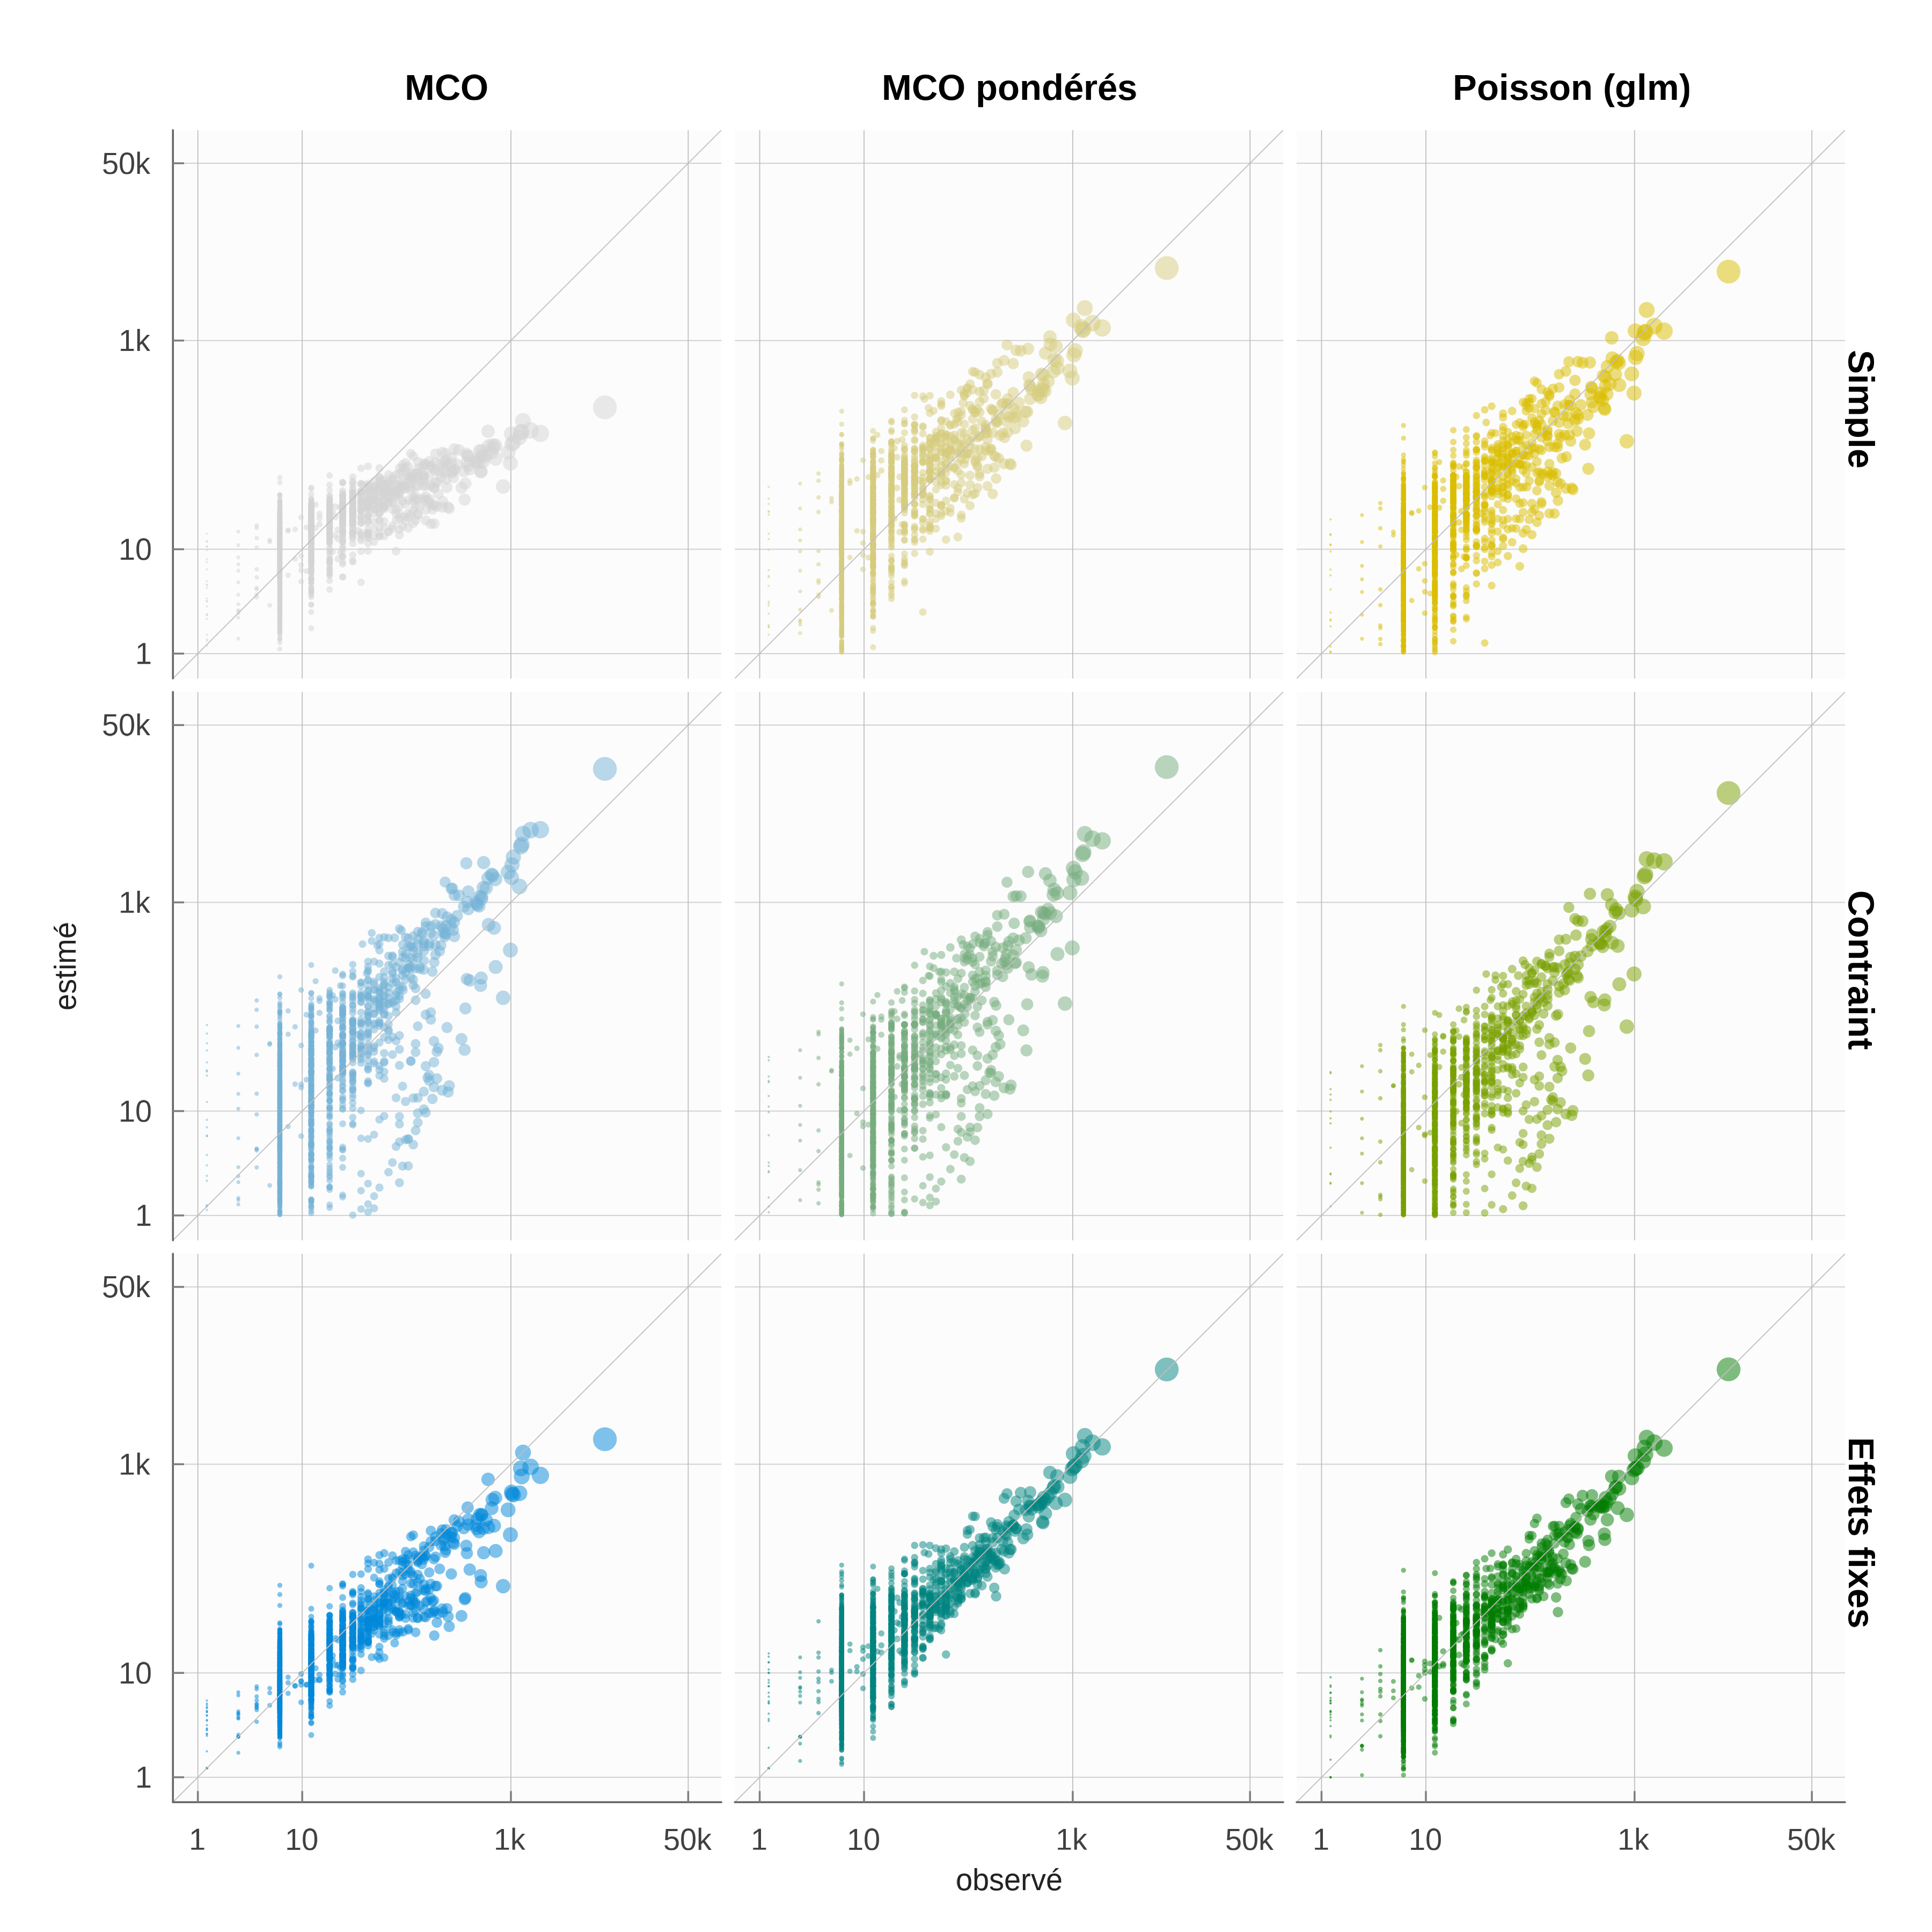 MCO
MCO pondérés
Poisson (glm)
50k
1k
10
1
Simple
50k
1k
10
1
Contraint
estimé
50k
1k
10
1
Effets fixes
1 10 1k 50k
1 10 1k 50k
1 10 1k 50k
observé